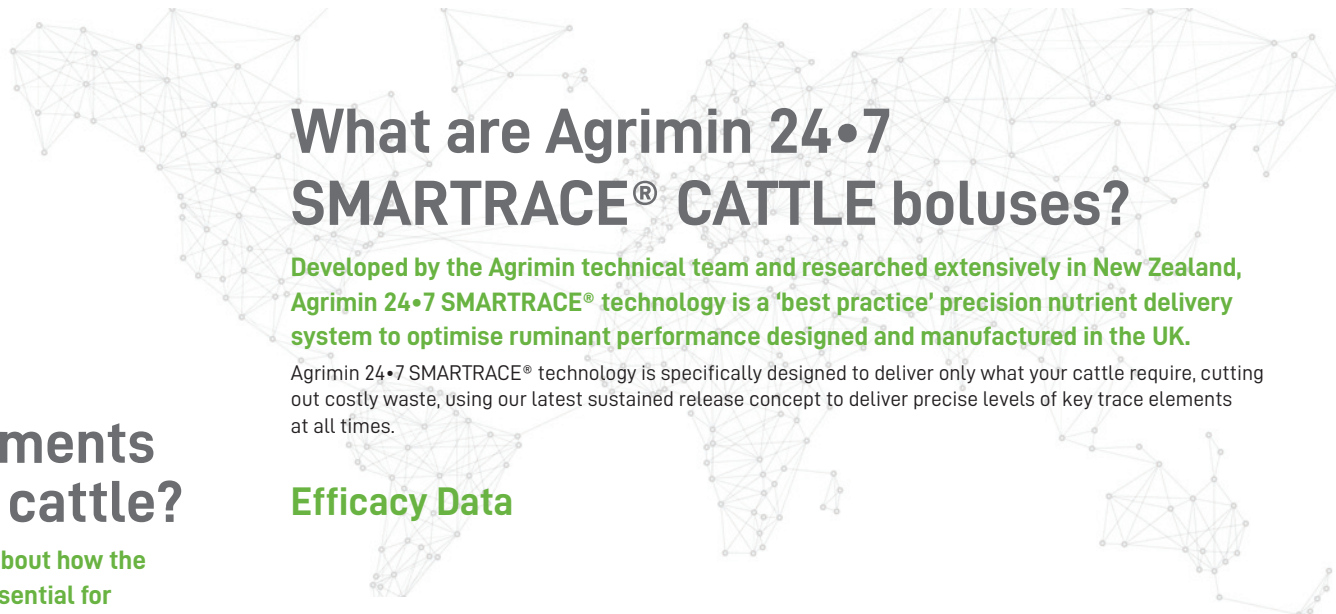 What are Agrimin 24•7
SMARTRACE® CATTLE boluses?
Developed by the Agrimin technical team and researched extensively in New Zealand,
Agrimin 24•7 SMARTRACE® technology is a ‘best practice’ precision nutrient delivery
system to optimise ruminant performance designed and manufactured in the UK.
Agrimin 24•7 SMARTRACE® technology is specifically designed to deliver only what your cattle require, cutting
out costly waste, using our latest sustained release concept to deliver precise levels of key trace elements
at all times.
Efficacy Data
cattle?
how the
for